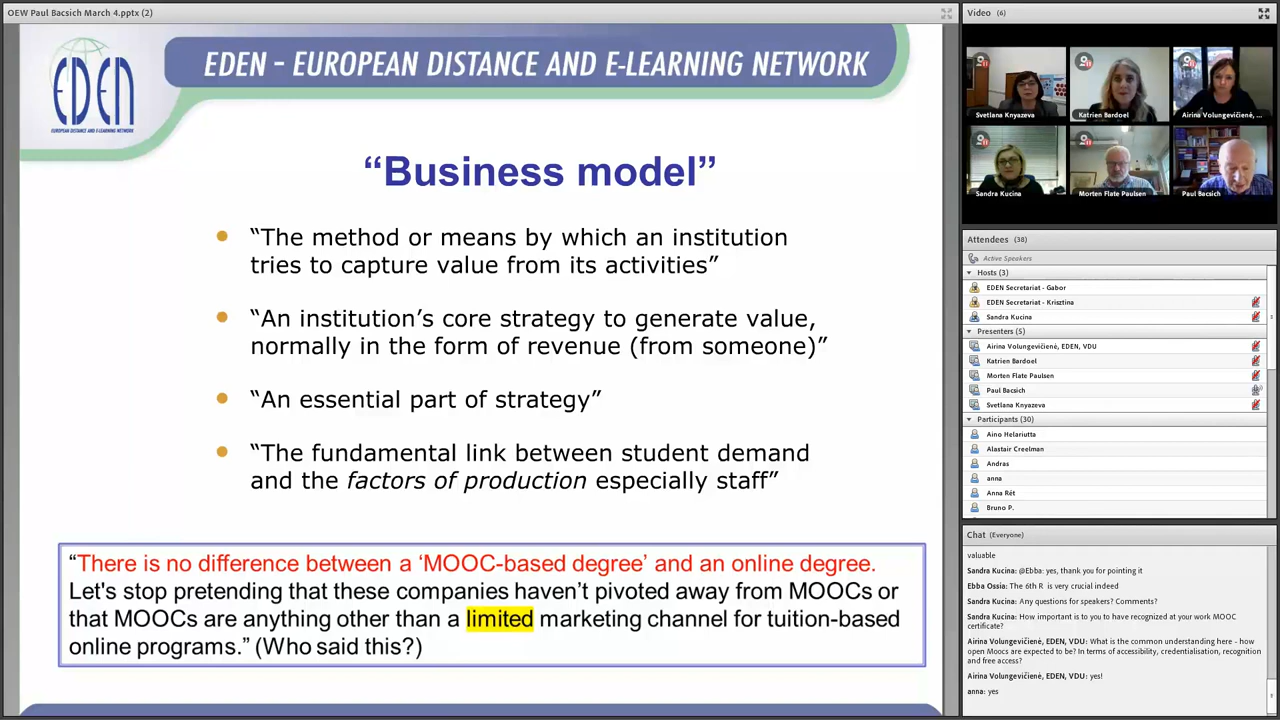 OEW Paul Bacsich March 4.pptx (2)
EDEN
EUROPEAN DISTANCE AND E-LEARNING NETWORK
EDEN - EUROPEAN DISTANCE AND E-LEARNING NETWORK
“Business model”
“The method or means by which an institution
tries to capture value from its activities”
“An institution’s core strategy to generate value,
normally in the form of revenue (from someone)”
“An essential part of strategy”
“The fundamental link between student demand
and the factors of production especially staff”
“There is no difference between a ‘MOOC-based degree’ and an online degree.
Let's stop pretending that these companies haven’t pivoted away from MOOCs or
that MOOCs are anything other than a limited marketing channel for tuition-based
online programs.” (Who said this?)
Video (6)
Svetlana Knyazeva
Katrien Bardoel
Airina Volungevičienė, ...
Sandra Kucina
Morten Flate Paulsen
Paul Bacsich
Attendees (38)
Active Speakers
Hosts (3)
EDEN Secretariat - Gabor
EDEN Secretariat - Krisztina
Sandra Kucina
Presenters (5)
Airina Volungevičienė, EDEN, VDU
Katrien Bardoel
Morten Flate Paulsen
Paul Bacsich
Svetlana Knyazeva
Participants (30)
Aino Helariutta
Alastair Creelman
Andras
anna
Anna Rét
Bruno P.
Chat (Everyone)
valuable
Sandra Kucina: @Ebba: yes, thank you for pointing it
Ebba Ossia: The 6th R is very crucial indeed
Sandra Kucina: Any questions for speakers? Comments?
Sandra Kucina: How important is to you to have recognized at your work MOOC
certificate?
Airina Volungevičienė, EDEN, VDU: What is the common understanding here - how
open Moocs are expected to be? In terms of accessibility, credentialisation, recognition
and free access?
Airina Volungevičienė, EDEN, VDU: yes!
anna: yes